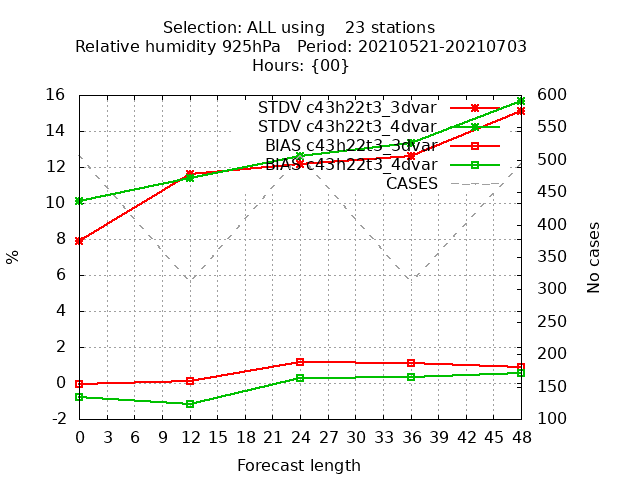 Selection: ALL using    23 stations
Relative humidity 925hPa   Period: 20210521-20210703
Hours: {00}
STDV c43h22t3_3dvar
STDV c43h22t3_4dvar
BIAS c43h22t3_3dvar
BIAS c43h22t3_4dvar
CASES
16
14
12
10
8
6
4
2
0
-2
%
600
550
500
450
400
350
300
250
200
150
100
No cases
0 3 6 9 12 15 18 21 24 27 30 33 36 39 42 45 48
Forecast length